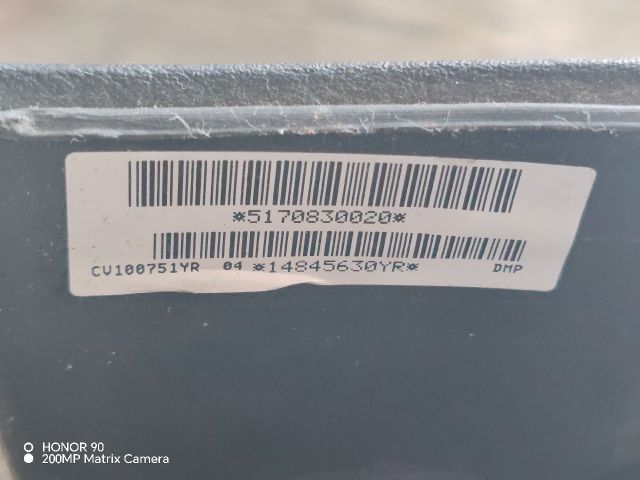 *5170830020*
CV100751YR 04 *14845630YR* DMP
HONOR 90
200MP Matrix Camera